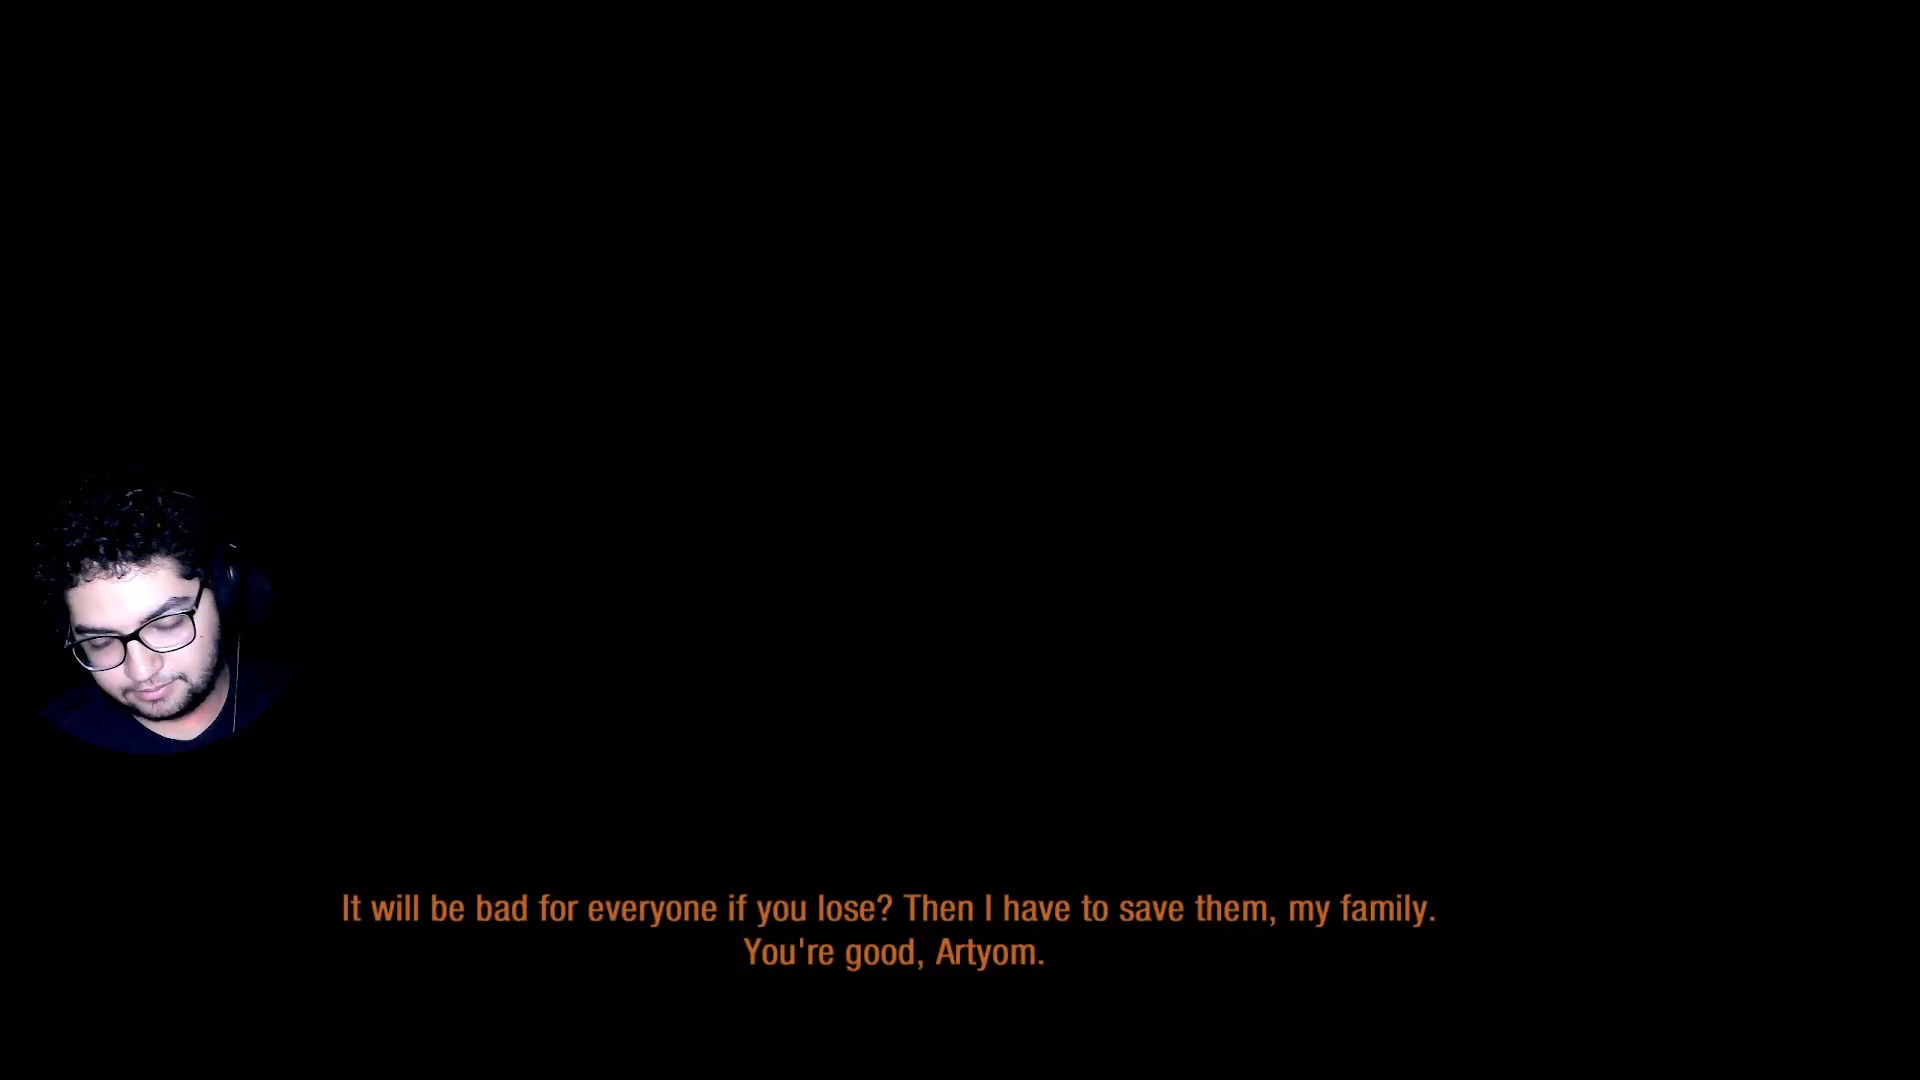 It will be bad for everyone if you lose? Then I have to save them, my family.
You're good, Artyom.